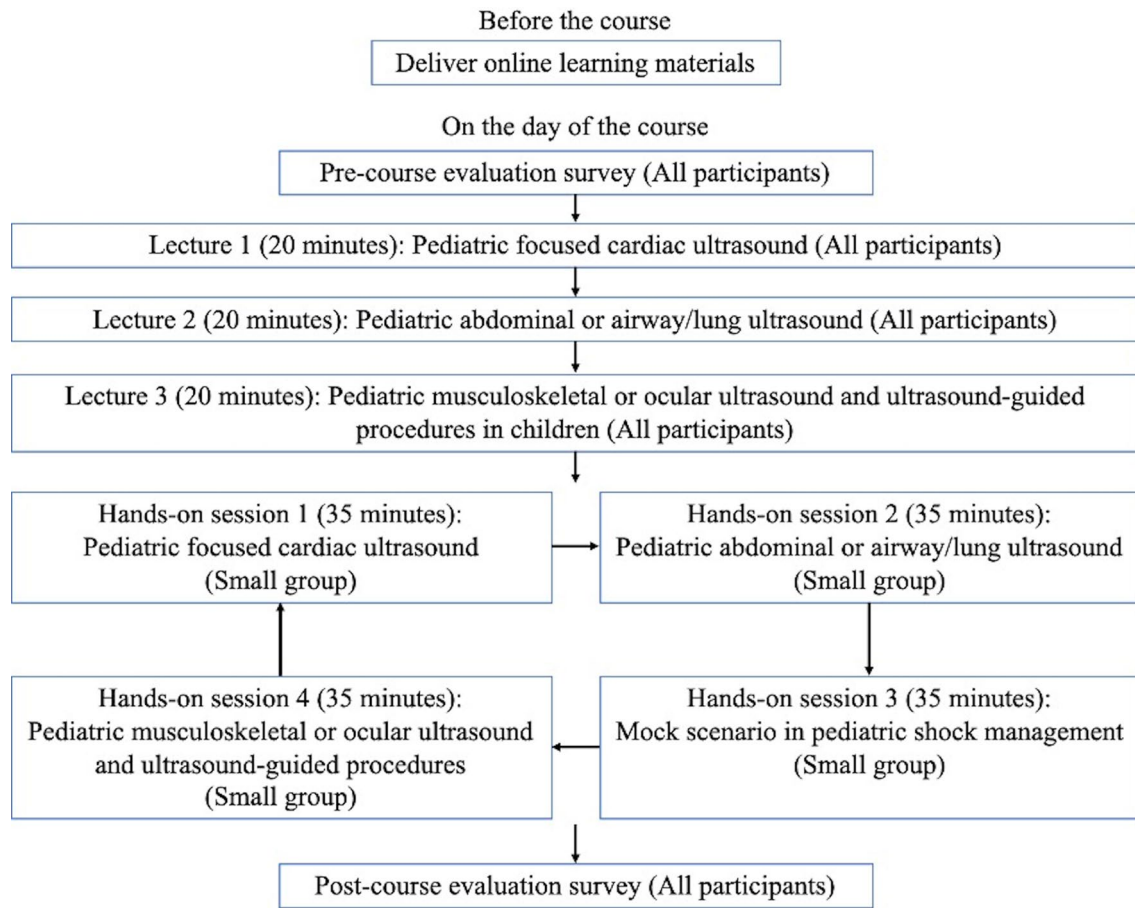 Before the course
Deliver online learning materials
On the day of the course
Pre-course evaluation survey (All participants)
Lecture 1 (20 minutes): Pediatric focused cardiac ultrasound (All participants)
Lecture 2 (20 minutes): Pediatric abdominal or airway/lung ultrasound (All participants)
Lecture 3 (20 minutes): Pediatric musculoskeletal or ocular ultrasound and ultrasound-guided
procedures in children (All participants)
Hands-on session 1 (35 minutes):
Pediatric focused cardiac ultrasound
(Small group)
Hands-on session 2 (35 minutes):
Pediatric abdominal or airway/lung ultrasound
(Small group)
Hands-on session 4 (35 minutes):
Pediatric musculoskeletal or ocular ultrasound
and ultrasound-guided procedures
(Small group)
Hands-on session 3 (35 minutes):
Mock scenario in pediatric shock management
(Small group)
Post-course evaluation survey (All participants)